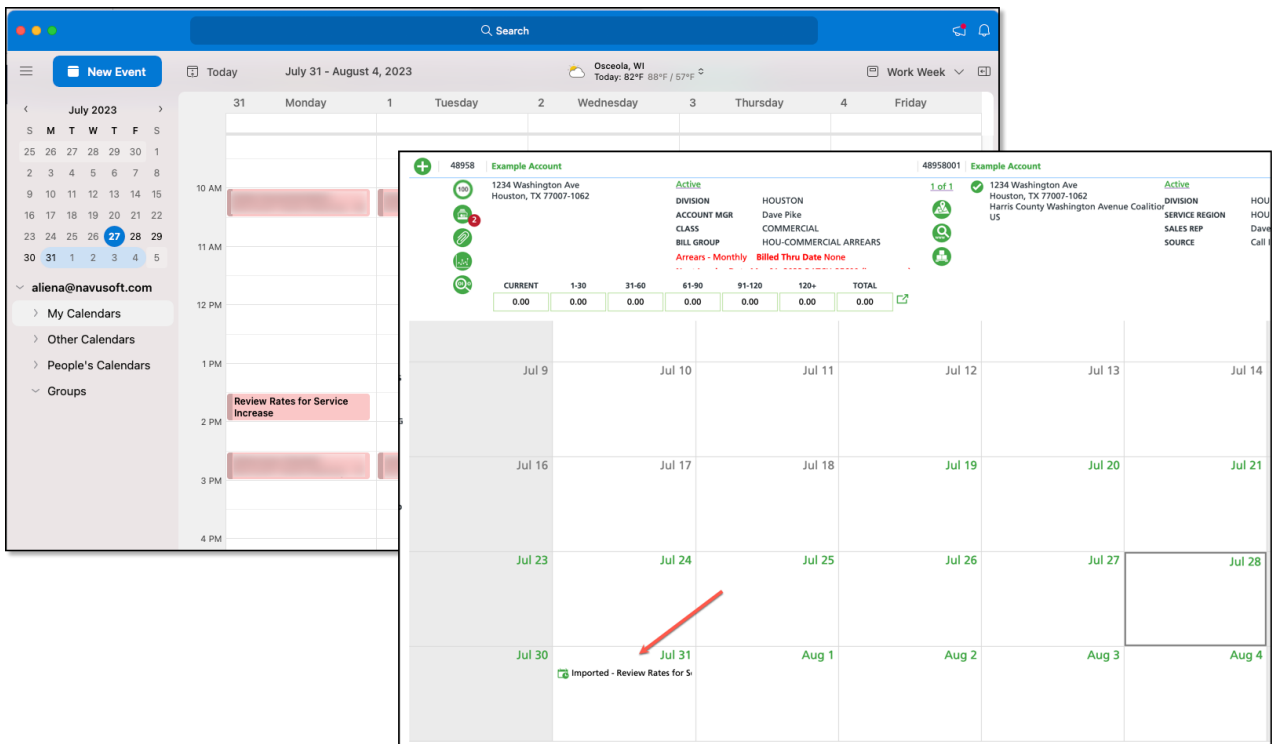 Search
New Event
Today
July 31 - August 4, 2023
Osceola, WI
Today: 82°F 88°F / 57°F
Work Week
July 2023
S M T W T F S
25 26 27 28 29 30 1
2 3 4 5 6 7 8
9 10 11 12 13 14 15
16 17 18 19 20 21 22
23 24 25 26 27 28 29
30 31 1 2 3 4 5
aliena@navusoft.com
My Calendars
Other Calendars
People's Calendars
Groups
31 Monday 1 Tuesday 2 Wednesday 3 Thursday 4 Friday
10 AM
11 AM
12 PM
1 PM
Review Rates for Service
Increase
2 PM
3 PM
4 PM
48958 Example Account
100
2
1234 Washington Ave
Houston, TX 77007-1062
Active
DIVISION HOUSTON
ACCOUNT MGR Dave Pike
CLASS COMMERCIAL
BILL GROUP HOU-COMMERCIAL ARREARS
Arrears - Monthly Billed Thru Date None
CURRENT 1-30 31-60 61-90 91-120 120+ TOTAL
0.00 0.00 0.00 0.00 0.00 0.00 0.00
48958001 Example Account
1 of 1
1234 Washington Ave
Houston, TX 77007-1062
Harris County Washington Avenue Coalition
US
Active
DIVISION HOU
SERVICE REGION HOU
SALES REP Dave
SOURCE Call I
Jul 9 Jul 10 Jul 11 Jul 12 Jul 13 Jul 14
Jul 16 Jul 17 Jul 18 Jul 19 Jul 20 Jul 21
Jul 23 Jul 24 Jul 25 Jul 26 Jul 27 Jul 28
Jul 30 Jul 31 Aug 1 Aug 2 Aug 3 Aug 4
Imported - Review Rates for S